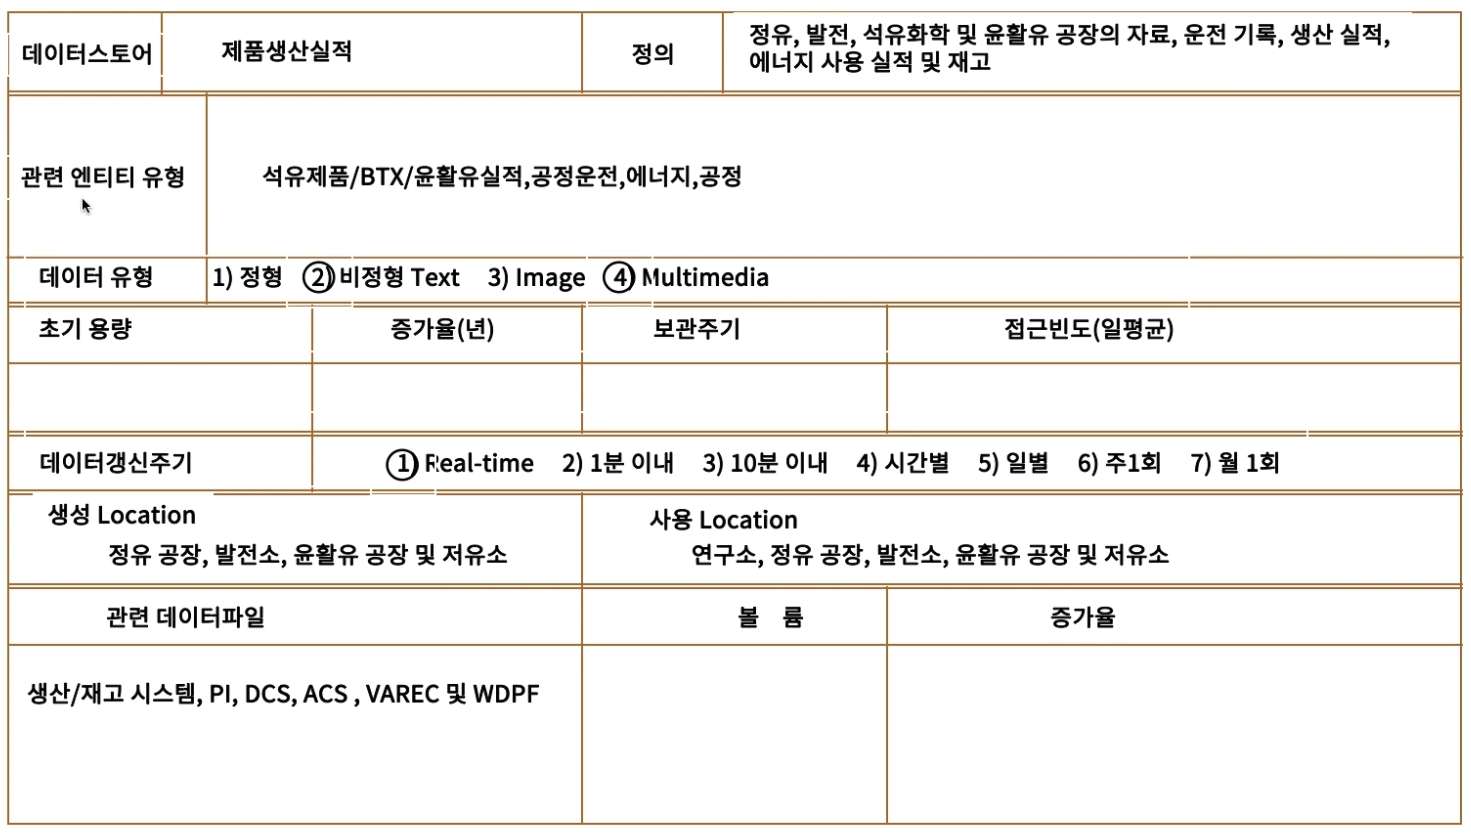 데이터스토어 제품생산실적 정의 정유, 발전, 석유화학 및 윤활유 공장의 자료, 운전 기록, 생산 실적,
에너지 사용 실적 및 재고
관련 엔티티 유형 석유제품/BTX/윤활유실적,공정운전,에너지,공정
데이터 유형 1) 정형 2) 비정형 Text 3) Image 4) Multimedia
초기 용량 증가율(년) 보관주기 접근빈도(일평균)
데이터갱신주기 1) Real-time 2) 1분 이내 3) 10분 이내 4) 시간별 5) 일별 6) 주1회 7) 월 1회
생성 Location
정유 공장, 발전소, 윤활유 공장 및 저유소
사용 Location
연구소, 정유 공장, 발전소, 윤활유 공장 및 저유소
관련 데이터파일 볼 륨 증가율
생산/재고 시스템, PI, DCS, ACS , VAREC 및 WDPF